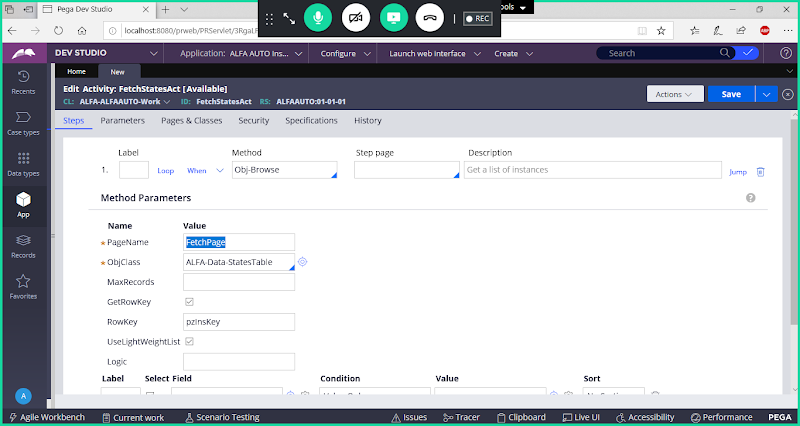 Pega Dev Studio
ools
REC
localhost:8080/prweb/PRServlet/3RgaLF
DEV STUDIO
Application: ALFA AUTO Ins...
Configure
Launch web interface
Create
Search
Home
New
Edit Activity: FetchStatesAct [Available]
CL: ALFA-ALFAAUTO-Work ID: FetchStatesAct RS: ALFAAUTO:01-01-01
Actions
Save
Recents
Case types
Data types
App
Records
Favorites
A
Steps
Parameters
Pages & Classes
Security
Specifications
History
Label
Method
Step page
Description
1.
Loop
When
Obj-Browse
Get a list of instances
Jump
Method Parameters
?
Name
Value
*PageName
FetchPage
*ObjClass
ALFA-Data-StatesTable
MaxRecords
GetRowKey
RowKey
pzInsKey
UseLightWeightList
Logic
Label
Select
Field
Condition
Value
Sort
Agile Workbench
Current work
Scenario Testing
Issues
Tracer
Clipboard
Live UI
Accessibility
Performance
PEGA